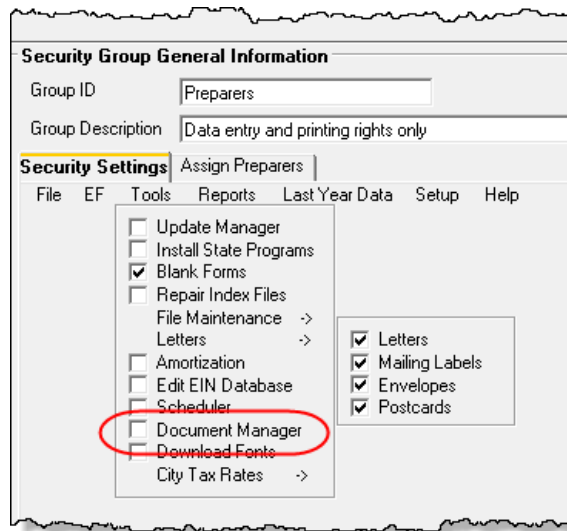 Security Group General Information
Group ID Preparers
Group Description Data entry and printing rights only
Security Settings Assign Preparers
File EF Tools Reports Last Year Data Setup Help
Update Manager
Install State Programs
Blank Forms
Repair Index Files
File Maintenance ->
Letters -> Letters
Amortization Mailing Labels
Edit EIN Database Envelopes
Scheduler Postcards
Document Manager
Download Fonts
City Tax Rates ->